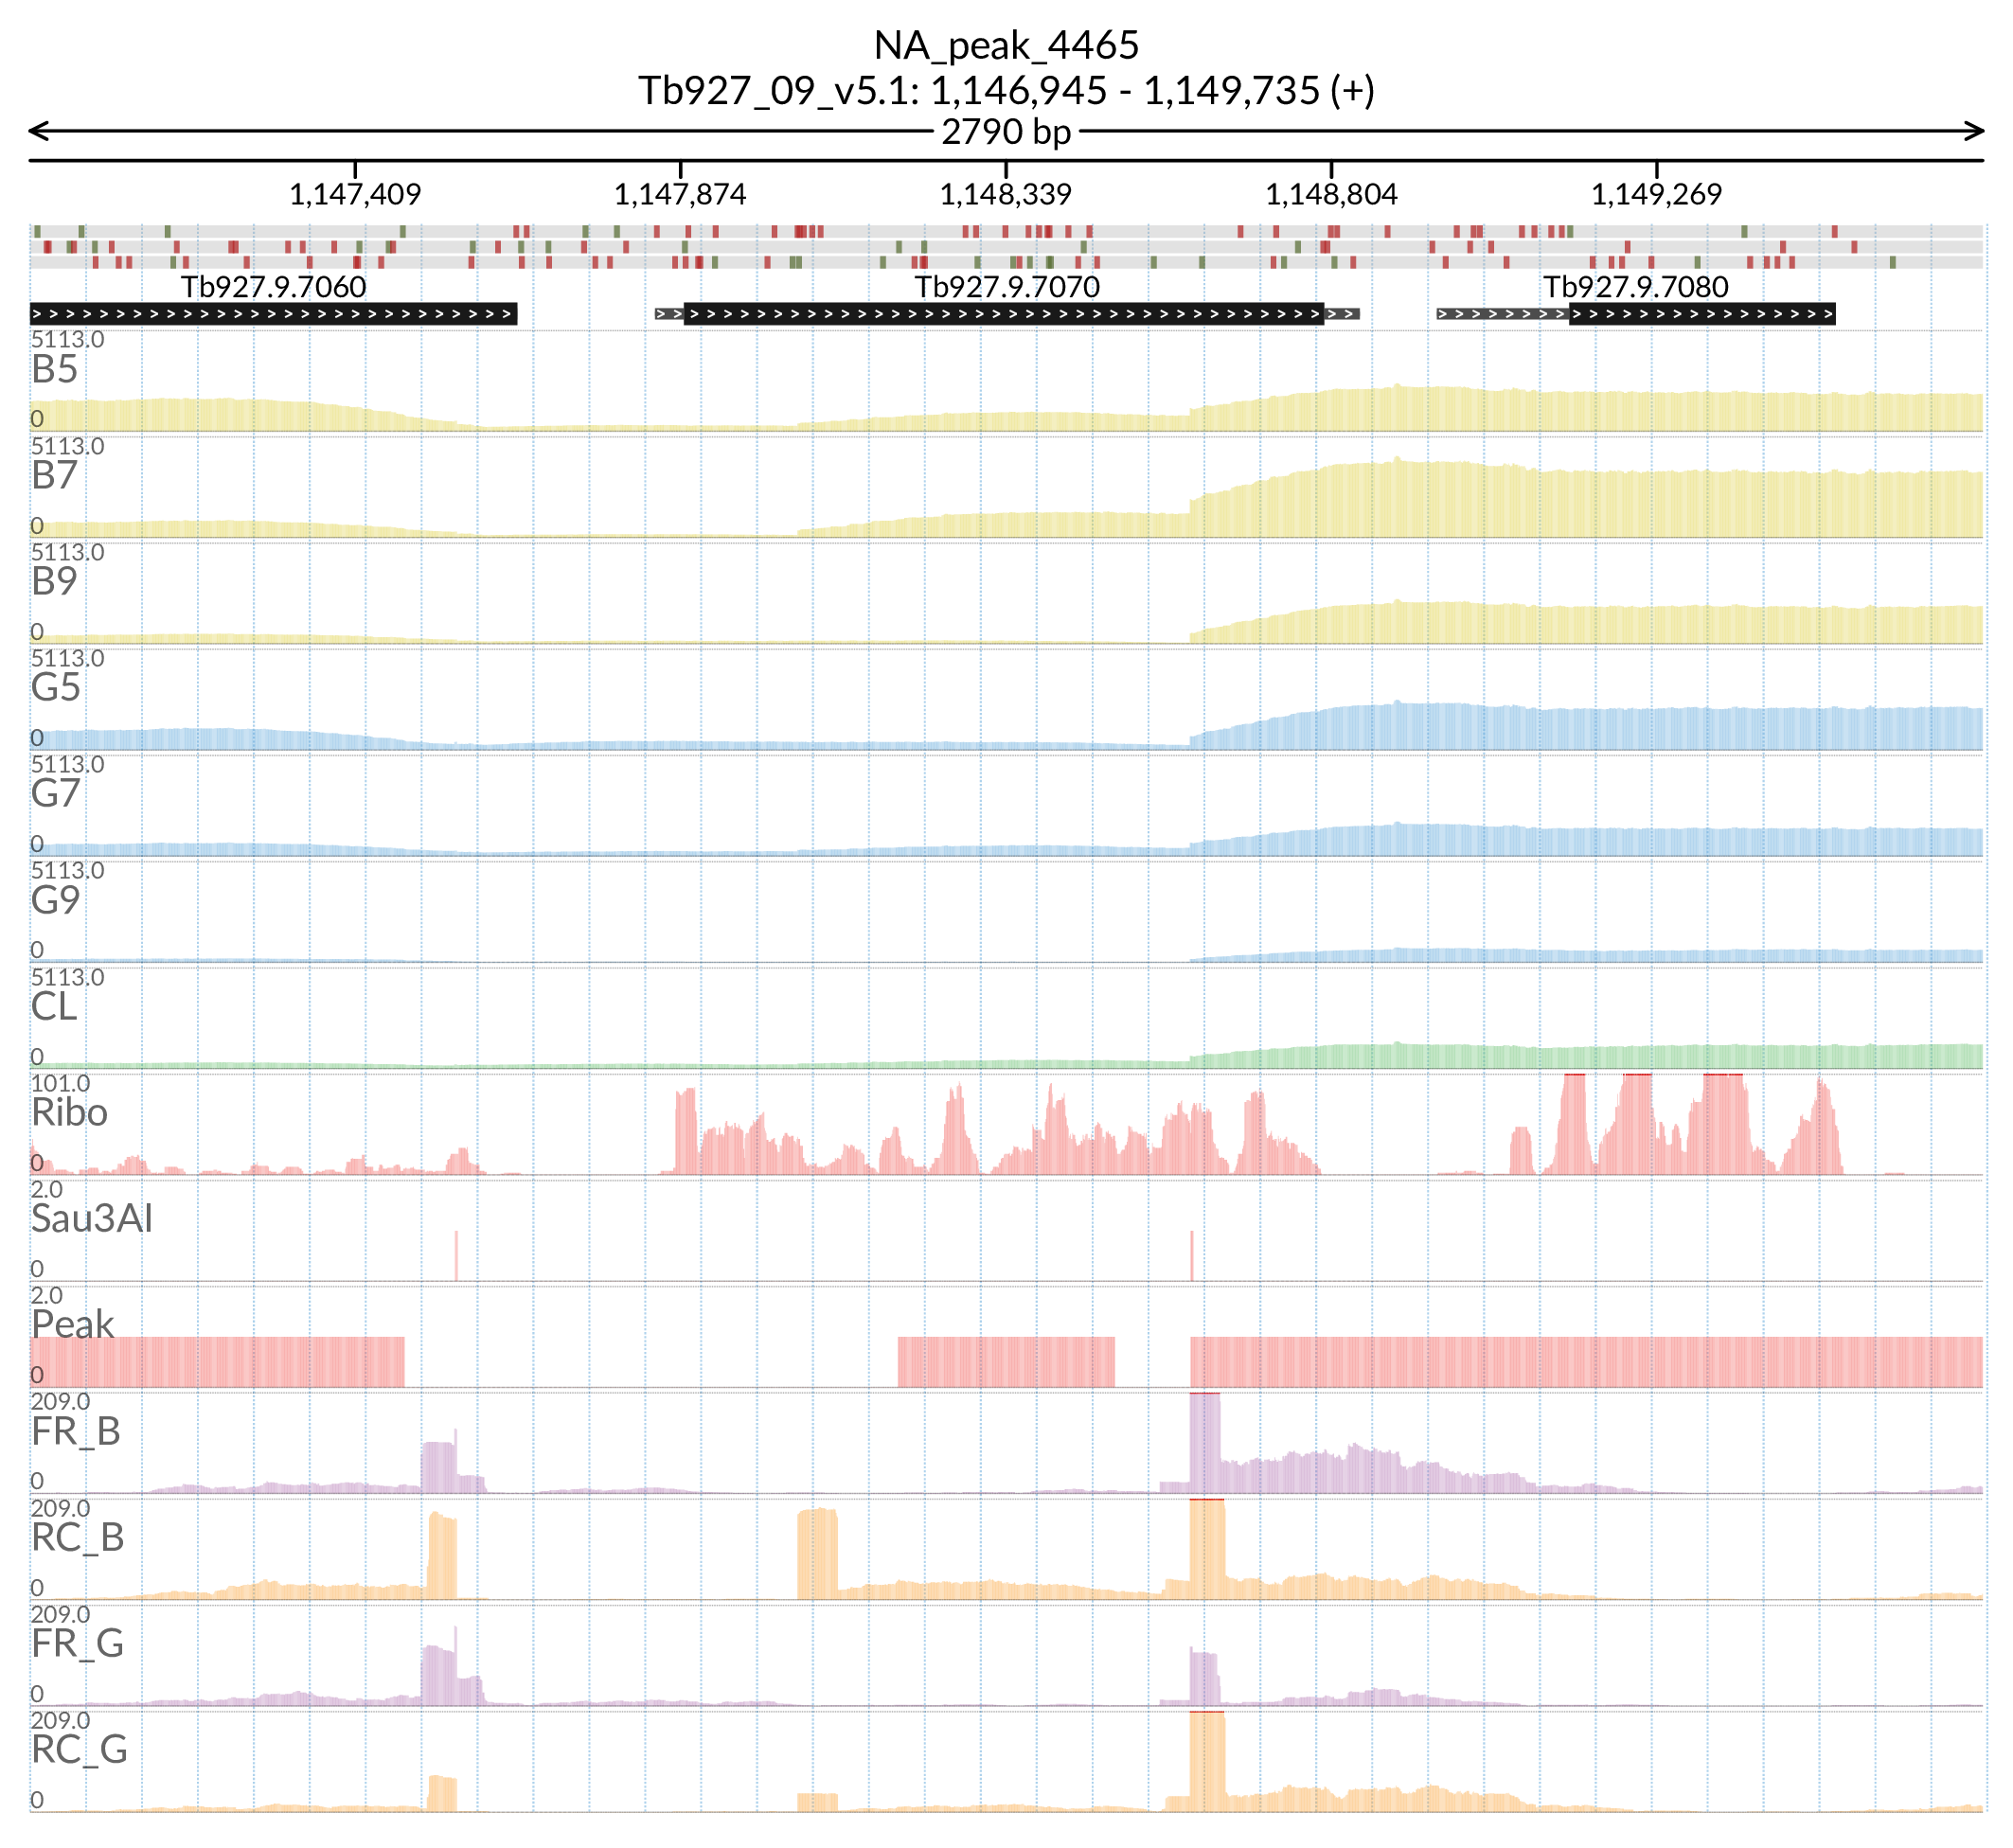 NA_peak_4465
Tb927_09_v5.1: 1,146,945 - 1,149,735 (+)
2790 bp
1,147,409 1,147,874 1,148,339 1,148,804 1,149,269
Tb927.9.7060 Tb927.9.7070 Tb927.9.7080
5113.0
B5
0
5113.0
B7
0
5113.0
B9
0
5113.0
G5
0
5113.0
G7
0
5113.0
G9
0
5113.0
CL
0
101.0
Ribo
0
2.0
Sau3AI
0
2.0
Peak
0
209.0
FR_B
0
209.0
RC_B
0
209.0
FR_G
0
209.0
RC_G
0